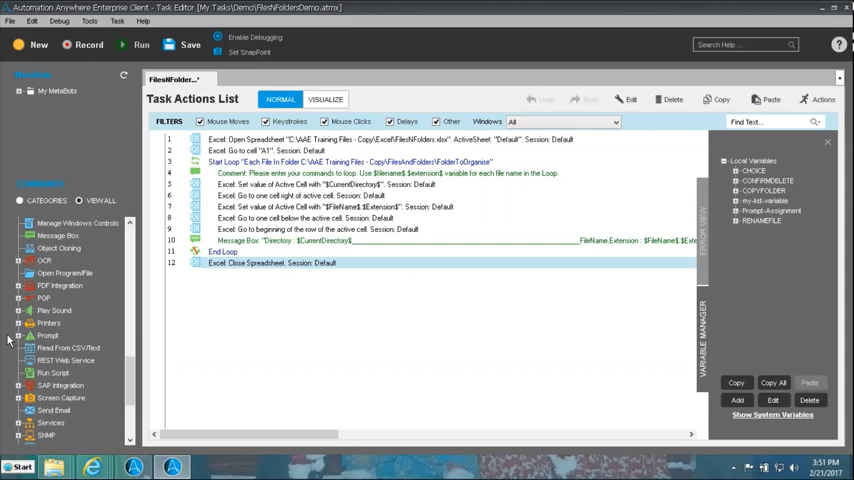 Automation Anywhere Enterprise Client - Task Editor [My Tasks\Demo\FilesNFoldersDemo.atmx]
File Edit Debug Tools Task Help
New Record Run Save Enable Debugging
Set SnapPoint
Search Help ...
MetaBots
My MetaBots
FilesNFolder...*
Task Actions List NORMAL VISUALIZE Undo Redo Edit Delete Copy Paste Actions
FILTERS Mouse Moves Keystrokes Mouse Clicks Delays Other Windows All Find Text...
1 Excel: Open Spreadsheet "C:\AAE Training Files - Copy\Excel\FilesNFolders.xlsx". ActiveSheet: "Default". Session: Default
2 Excel: Go to cell "A1". Session: Default
3 Start Loop "Each File In Folder C:\AAE Training Files - Copy\FilesAndFolders\FolderToOrganise"
4 Comment: Please enter your commands to loop. Use $filename$.$extension$ variable for each file name in the Loop.
5 Excel: Set value of Active Cell with "$CurrentDirectory$". Session: Default
6 Excel: Go to one cell right of active cell. Session: Default
7 Excel: Set value of Active Cell with "$FileName$.$Extension$". Session: Default
8 Excel: Go to one cell below the active cell. Session: Default
9 Excel: Go to beginning of the row of the active cell. Session: Default
10 Message Box: "Directory : $CurrentDirectory$ FileName.Extension : $FileName$.$Exte
11 End Loop
12 Excel: Close Spreadsheet. Session: Default
COMMANDS
CATEGORIES VIEW ALL
Manage Windows Controls
Message Box
Object Cloning
OCR
Open Program/File
PDF Integration
PGP
Play Sound
Printers
Prompt
Read From CSV/Text
REST Web Service
Run Script
SAP Integration
Screen Capture
Send Email
Services
SNMP
ERROR VIEW
VARIABLE MANAGER
Local Variables
CHOICE
CONFIRMDELETE
COPYFOLDER
my-list-variable
Prompt-Assignment
RENAMEFILE
Copy Copy All Paste
Add Edit Delete
Show System Variables
Start
3:51 PM
2/21/2017